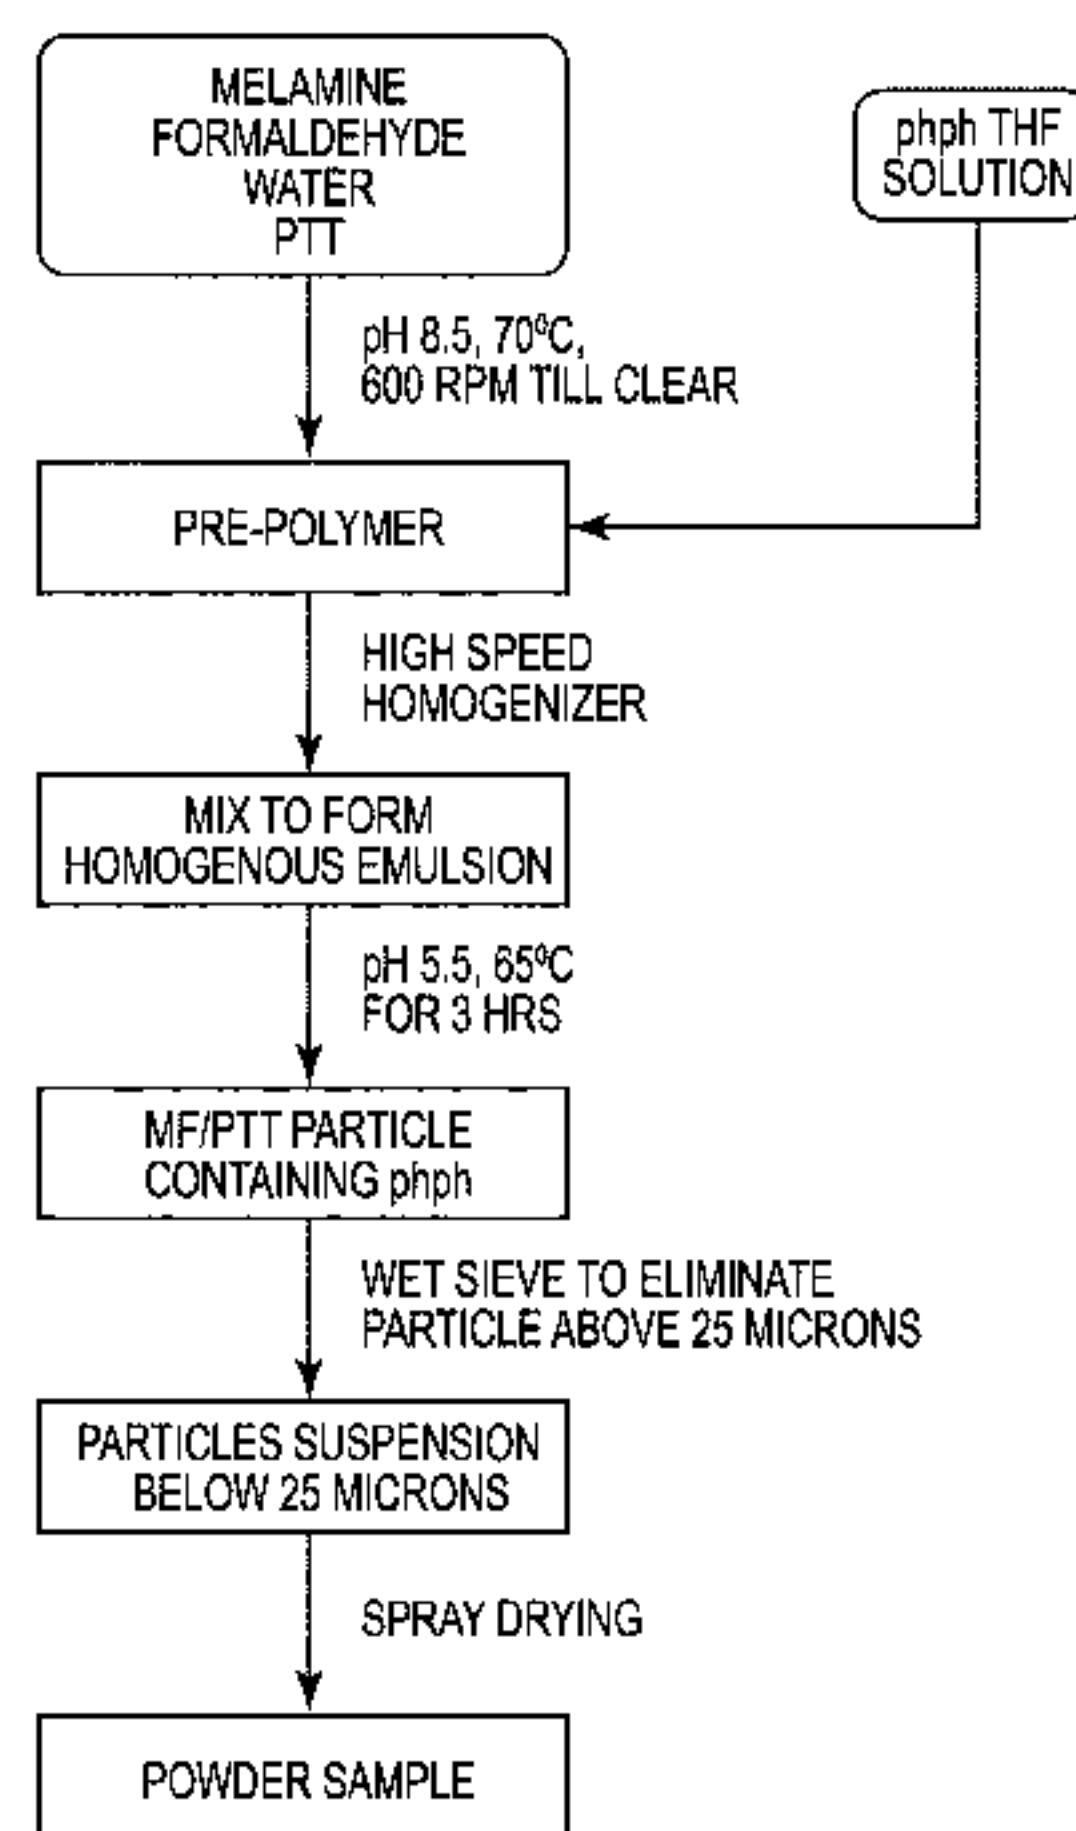 MELAMINE
FORMALDEHYDE
WATER
PTT
phph THF
SOLUTION
pH 8.5, 70⁰C,
600 RPM TILL CLEAR
PRE-POLYMER
HIGH SPEED
HOMOGENIZER
MIX TO FORM
HOMOGENOUS EMULSION
pH 5.5, 65⁰C
FOR 3 HRS
MF/PTT PARTICLE
CONTAINING phph
WET SIEVE TO ELIMINATE
PARTICLE ABOVE 25 MICRONS
PARTICLES SUSPENSION
BELOW 25 MICRONS
SPRAY DRYING
POWDER SAMPLE